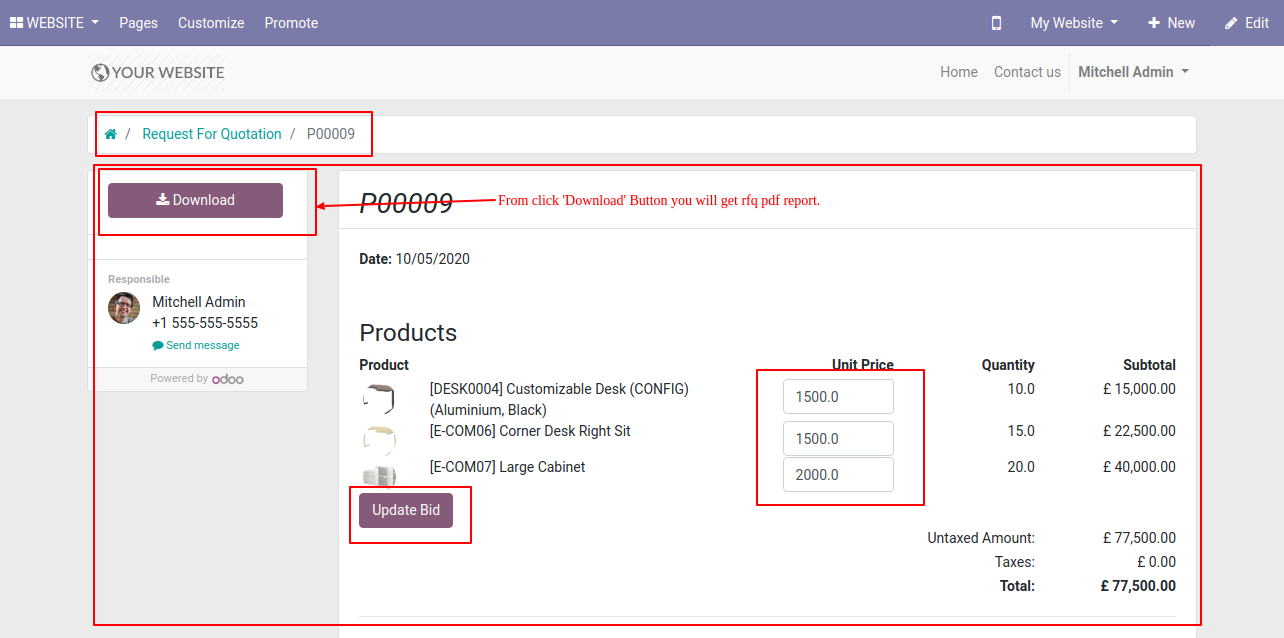 WEBSITE Pages Customize Promote My Website New Edit
YOUR WEBSITE Home Contact us Mitchell Admin
/ Request For Quotation / P00009
Download
P00009
From click 'Download' Button you will get rfq pdf report.
Date: 10/05/2020
Responsible
Mitchell Admin
+1 555-555-5555
Send message
Powered by odoo
Products
Product Unit Price Quantity Subtotal
[DESK0004] Customizable Desk (CONFIG) 1500.0 10.0 £ 15,000.00
(Aluminium, Black)
[E-COM06] Corner Desk Right Sit 1500.0 15.0 £ 22,500.00
[E-COM07] Large Cabinet 2000.0 20.0 £ 40,000.00
Update Bid
Untaxed Amount: £ 77,500.00
Taxes: £ 0.00
Total: £ 77,500.00